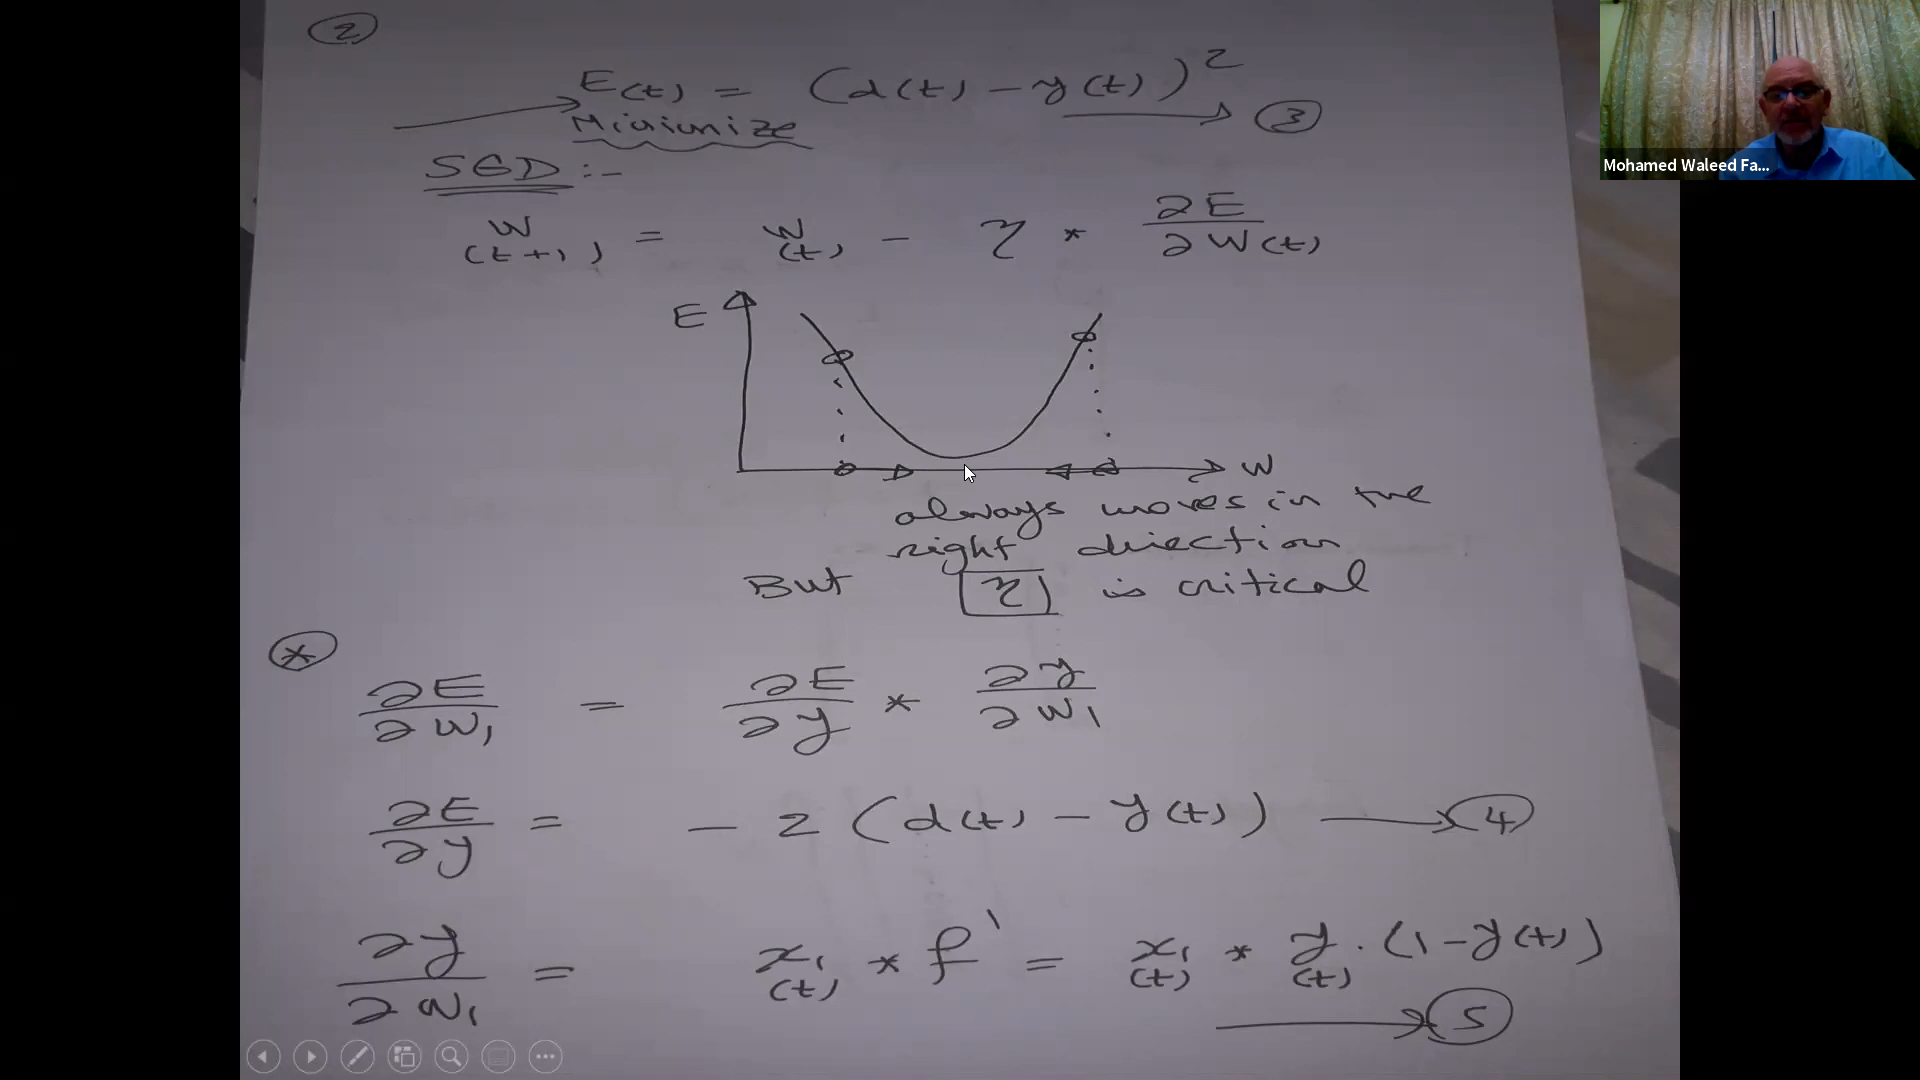 2
E(t) = (d(t) - y(t))² → 3
Minimize
SGD :-
W(t+1) = W(t) - η * ∂E/∂W(t)
E
W
always moves in the
right direction
But η is critical
*
∂E/∂W₁ = ∂E/∂y * ∂y/∂W₁
∂E/∂y = - 2 (d(t) - y(t)) → 4
∂y/∂W₁ = x₁(t) * f' = x₁(t) * y(t) . (1 - y(t))
→ 5
Mohamed Waleed Fa...